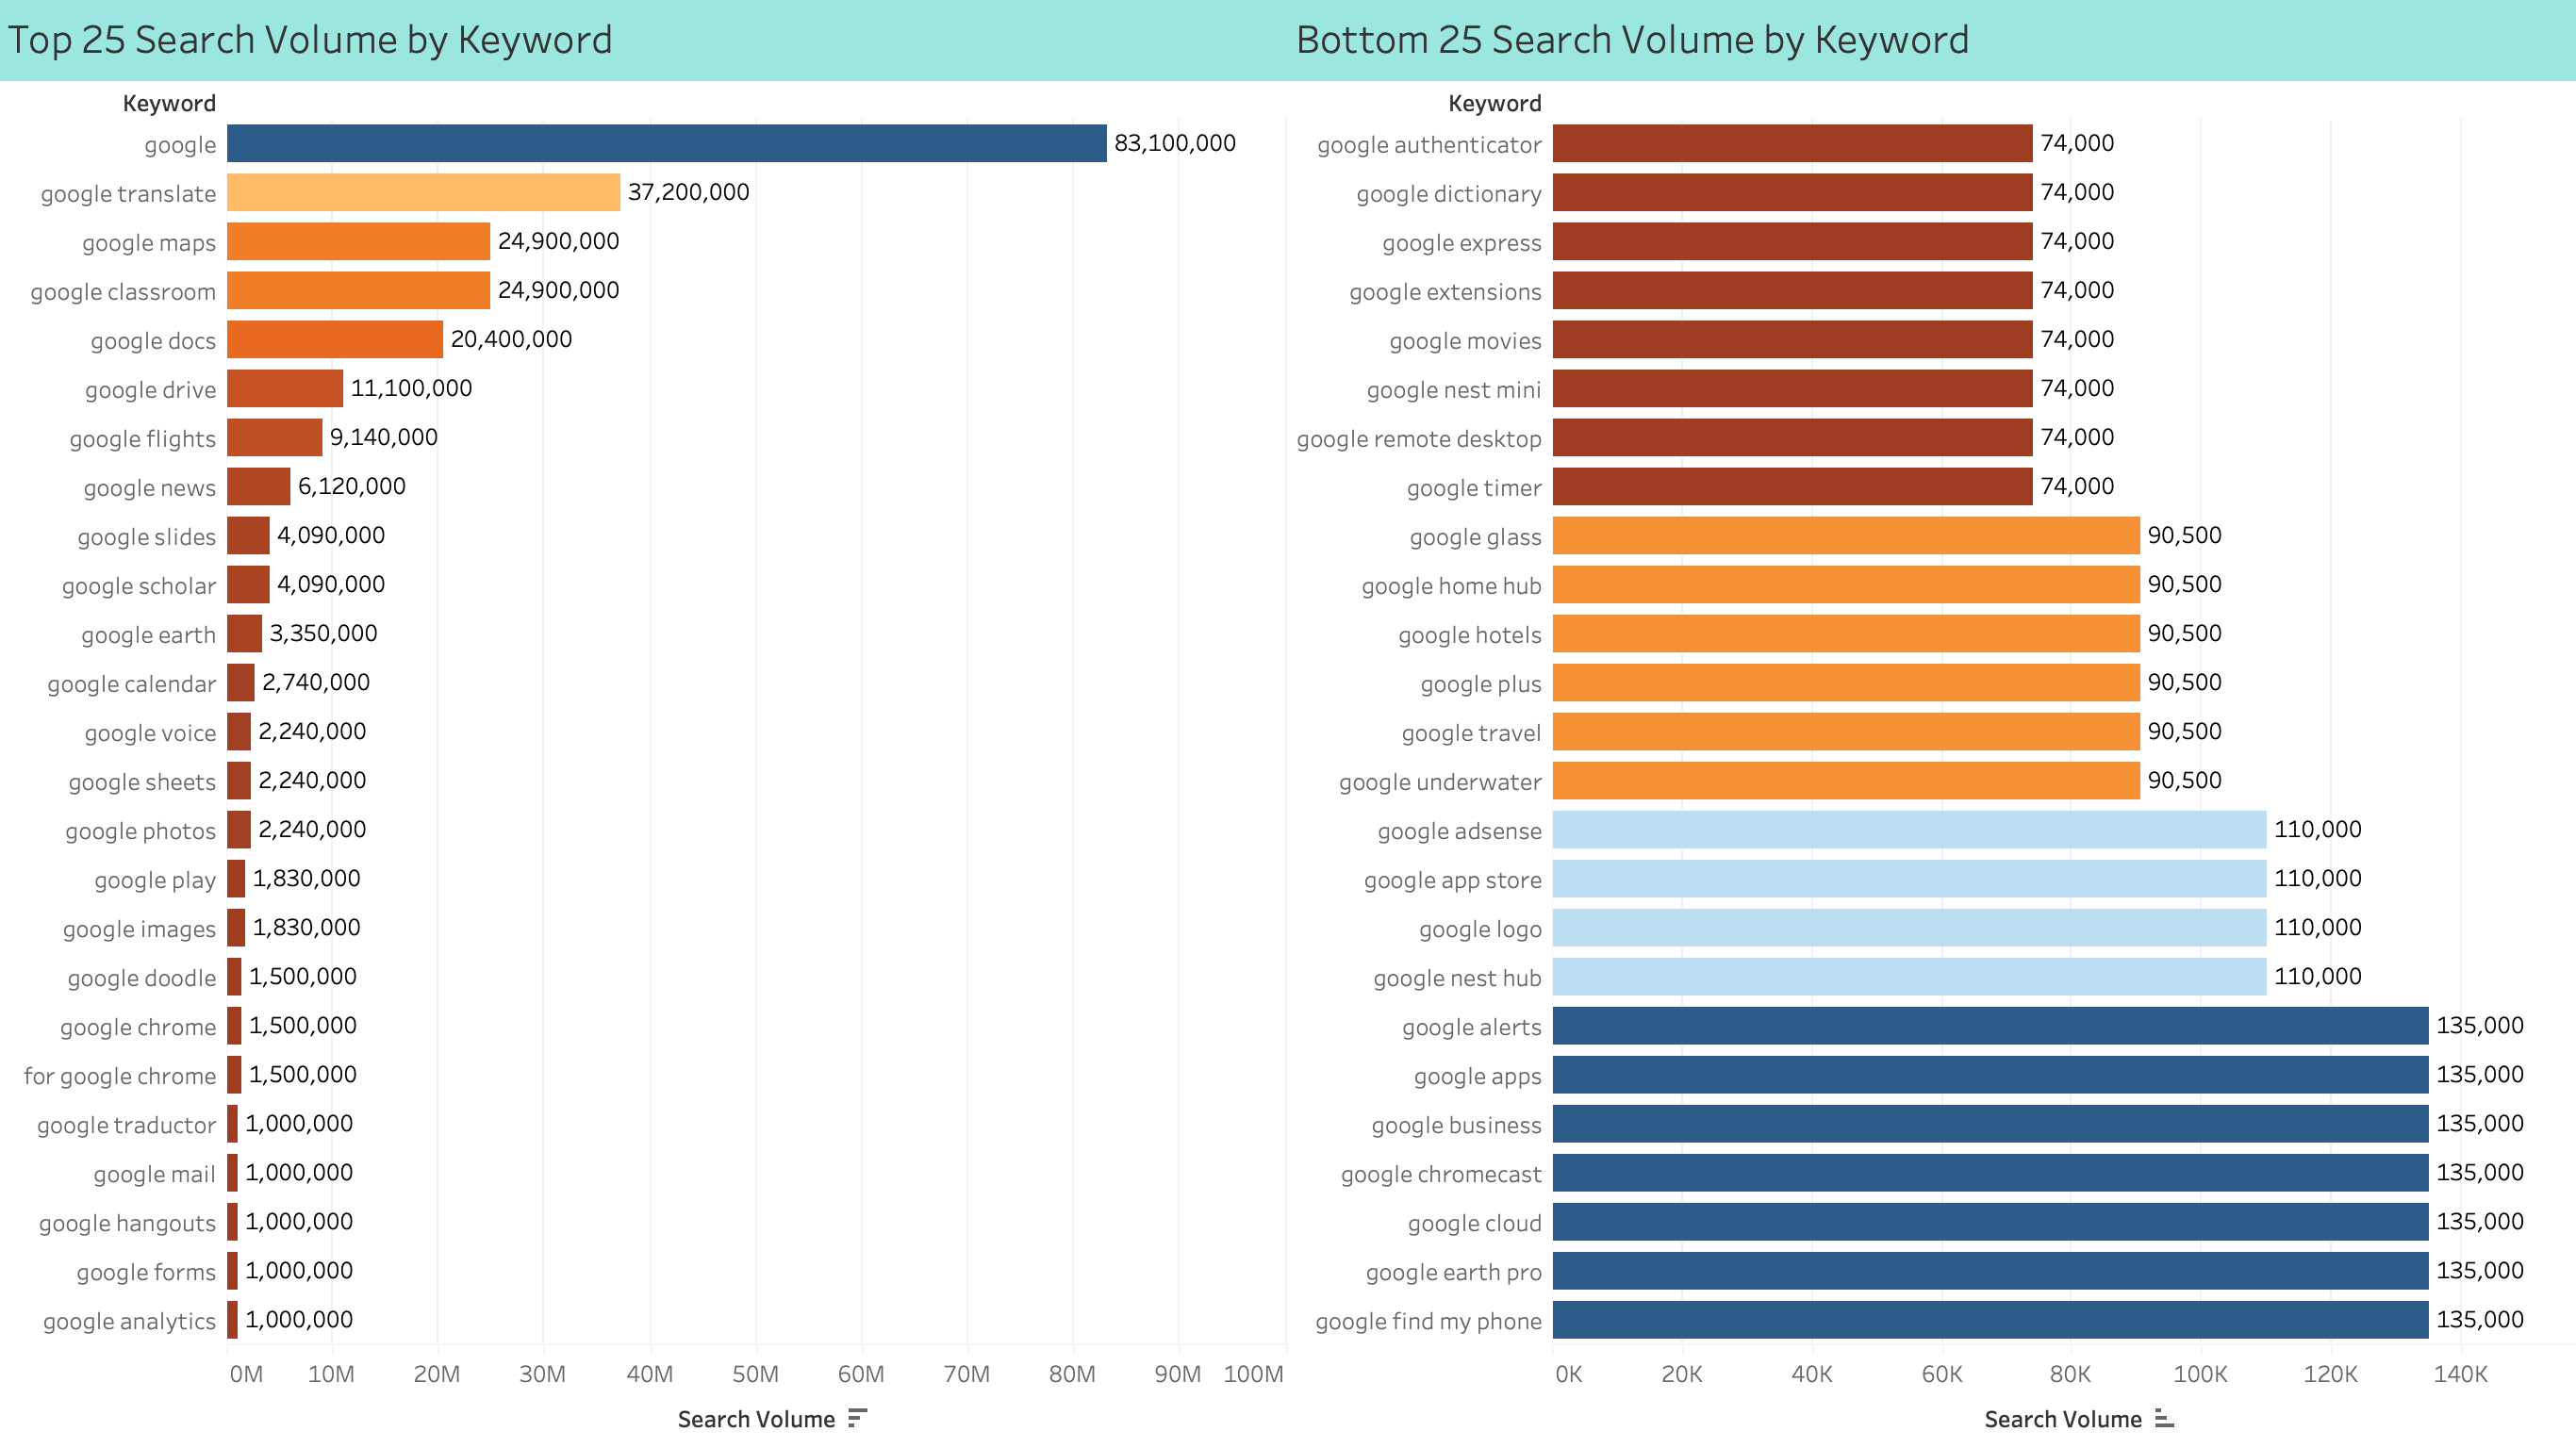 Top 25 Search Volume by Keyword
Keyword
google 83,100,000
google translate 37,200,000
google maps 24,900,000
google classroom 24,900,000
google docs 20,400,000
google drive 11,100,000
google flights 9,140,000
google news 6,120,000
google slides 4,090,000
google scholar 4,090,000
google earth 3,350,000
google calendar 2,740,000
google voice 2,240,000
google sheets 2,240,000
google photos 2,240,000
google play 1,830,000
google images 1,830,000
google doodle 1,500,000
google chrome 1,500,000
for google chrome 1,500,000
google traductor 1,000,000
google mail 1,000,000
google hangouts 1,000,000
google forms 1,000,000
google analytics 1,000,000
0M 10M 20M 30M 40M 50M 60M 70M 80M 90M 100M
Search Volume
Bottom 25 Search Volume by Keyword
Keyword
google authenticator 74,000
google dictionary 74,000
google express 74,000
google extensions 74,000
google movies 74,000
google nest mini 74,000
google remote desktop 74,000
google timer 74,000
google glass 90,500
google home hub 90,500
google hotels 90,500
google plus 90,500
google travel 90,500
google underwater 90,500
google adsense 110,000
google app store 110,000
google logo 110,000
google nest hub 110,000
google alerts 135,000
google apps 135,000
google business 135,000
google chromecast 135,000
google cloud 135,000
google earth pro 135,000
google find my phone 135,000
0K 20K 40K 60K 80K 100K 120K 140K
Search Volume